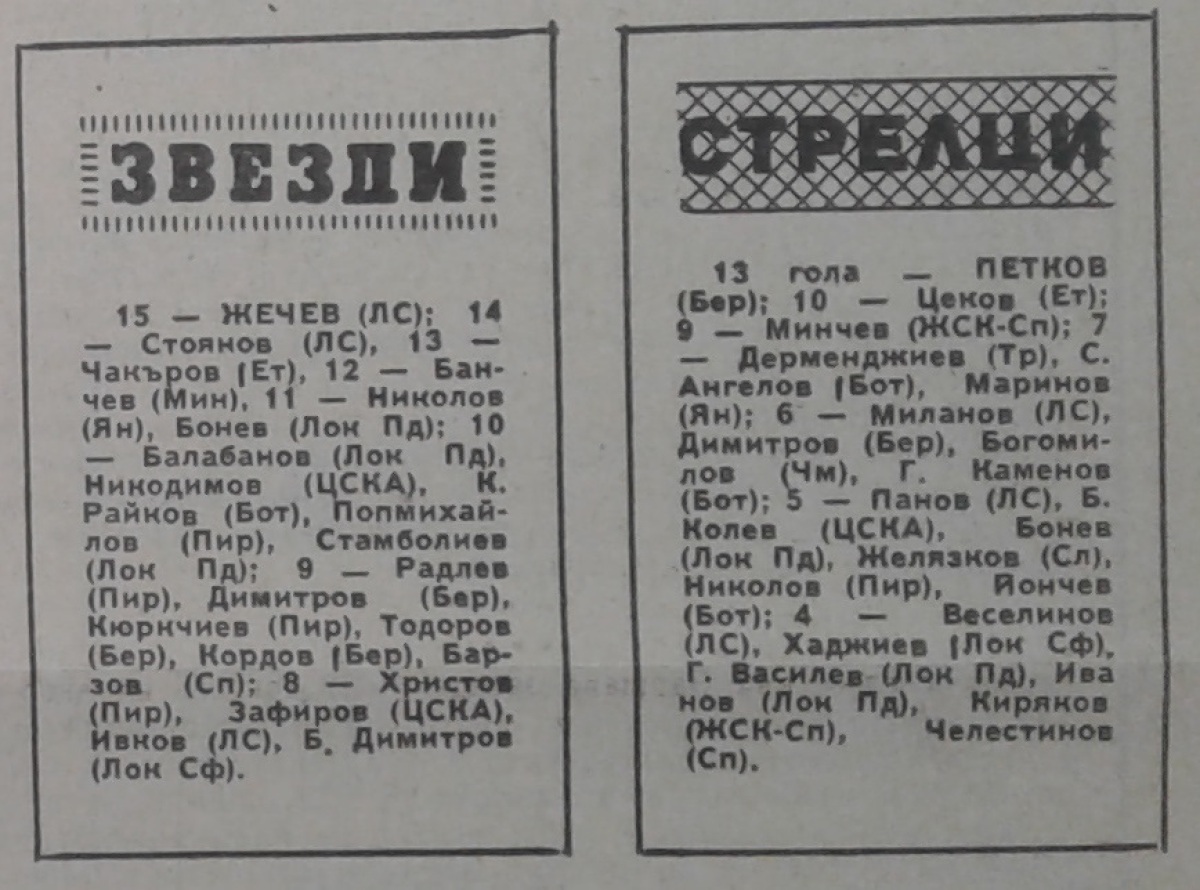 ЗВЕЗДИ
15 — ЖЕЧЕВ (ЛС); 14
— Стоянов (ЛС), 13 —
Чакъров (Ет), 12 — Бан-
чев (Мин), 11 — Николов
(Ян), Бонев (Лок Пд); 10
— Балабанов (Лок Пд),
Никодимов (ЦСКА), К.
Райков (Бот), Попмихай-
лов (Пир), Стамболиев
(Лок Пд); 9 — Радлев
(Пир), Димитров (Бер),
Кюркчиев (Пир), Тодоров
(Бер), Кордов (Бер), Бар-
зов (Сп); 8 — Христов
(Пир), Зафиров (ЦСКА),
Ивков (ЛС), Б. Димитров
(Лок Сф).
СТРЕЛЦИ
13 гола — ПЕТКОВ
(Бер); 10 — Цеков (Ет);
9 — Минчев (ЖСК-Сп); 7
— Дерменджиев (Тр), С.
Ангелов (Бот), Маринов
(Ян); 6 — Миланов (ЛС),
Димитров (Бер), Богоми-
лов (Чм), Г. Каменов
(Бот); 5 — Панов (ЛС), Б.
Колев (ЦСКА), Бонев
(Лок Пд), Желязков (Сл),
Николов (Пир), Йончев
(Бот); 4 — Веселинов
(ЛС), Хаджиев (Лок Сф),
Г. Василев (Лок Пд), Ива
нов (Лок Пд), Киряков
(ЖСК-Сп), Челестинов
(Сп).